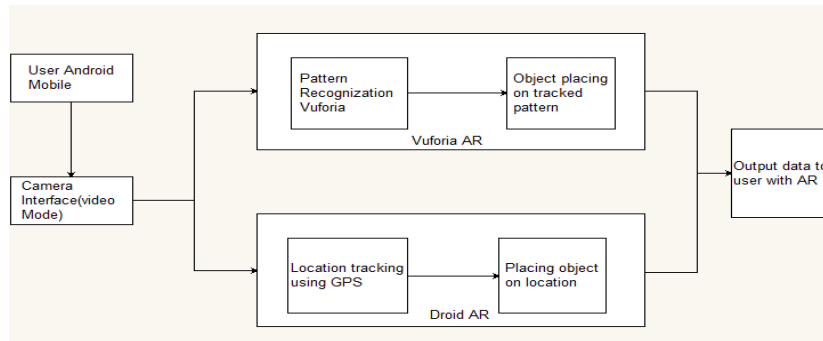 User Android
Mobile
Camera
Interface(video
Mode)
Pattern
Recognization
Vuforia
Object placing
on tracked
pattern
Vuforia AR
Location tracking
using GPS
Placing object
on location
Droid AR
Output data to
user with AR